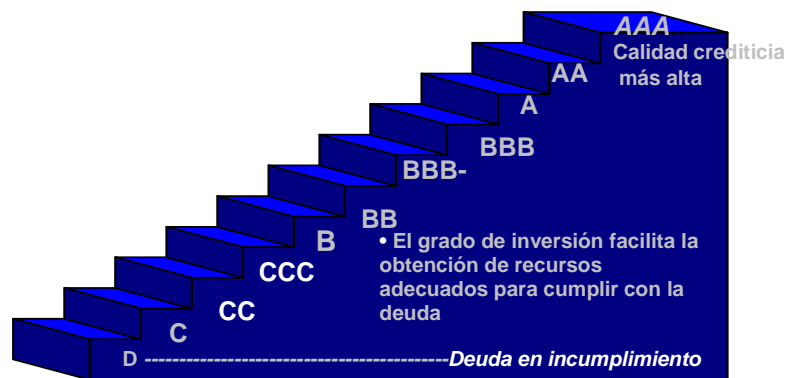 AAA
Calidad crediticia
más alta
AA
A
BBB
BBB-
BB
B
• El grado de inversión facilita la
obtención de recursos
adecuados para cumplir con la
deuda
CCC
CC
C
D ---------------------------------------------Deuda en incumplimiento